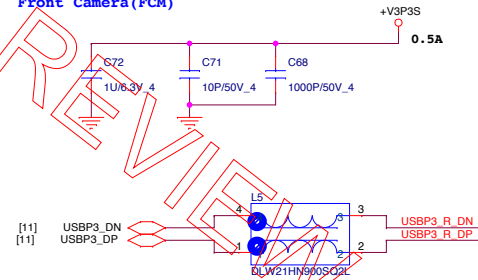 Front Camera(FCM)
+V3P3S
0.5A
C72
C71
C68
1U/6.3V_4
10P/50V_4
1000P/50V_4
REVIEW
L5
4
3
3
[11] USBP3_DN
USBP3_R_DN
[11] USBP3_DP
USBP3_R_DP
1
2
2
DLW21HN900SQ2L